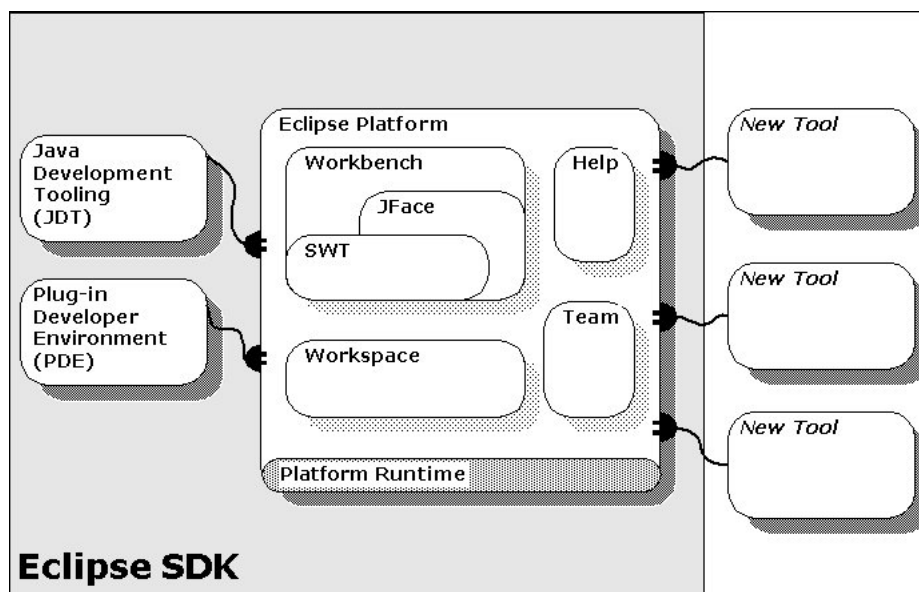 Eclipse Platform
Java
Development
Tooling
(JDT)
Workbench
JFace
SWT
Help
New Tool
Plug-in
Developer
Environment
(PDE)
Workspace
Team
New Tool
New Tool
Platform Runtime
Eclipse SDK